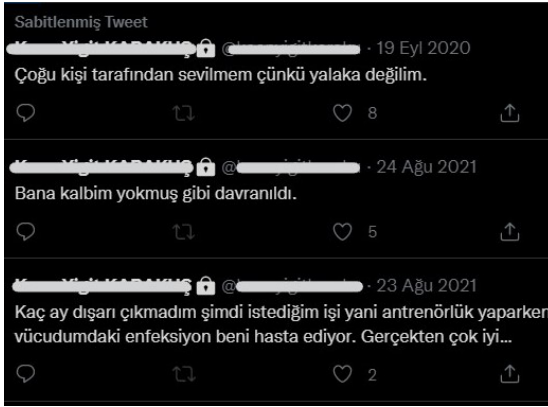 Sabitlenmiş Tweet
· 19 Eyl 2020
Çoğu kişi tarafından sevilmem çünkü yalaka değilim.
8
@ · 24 Ağu 2021
Bana kalbim yokmuş gibi davranıldı.
5
@ · 23 Ağu 2021
Kaç ay dışarı çıkmadım şimdi istediğim işi yani antrenörlük yaparken
vücudumdaki enfeksiyon beni hasta ediyor. Gerçekten çok iyi...
2